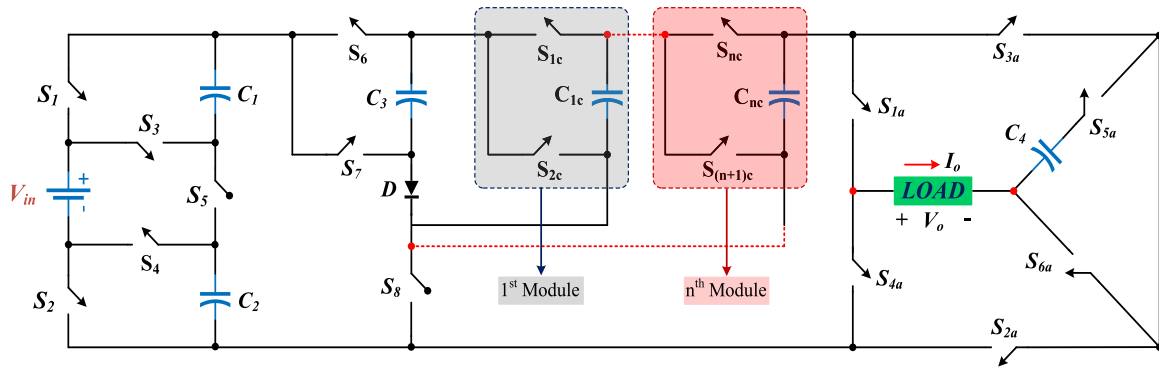 S6
S1c
Snc
S3a
S1
C1
C3
C1c
Cnc
S1a
S5a
S3
C4
S7
S2c
S(n+1)c
Io
Vin
+
-
S5
D
LOAD
+ Vo -
S4
S6a
S2
C2
S8
1st Module
nth Module
S4a
S2a